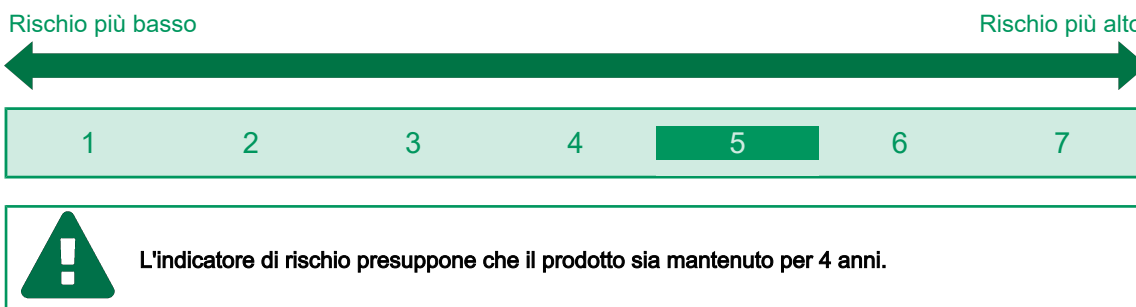 Rischio più basso Rischio più alto
1 2 3 4 5 6 7
L'indicatore di rischio presuppone che il prodotto sia mantenuto per 4 anni.